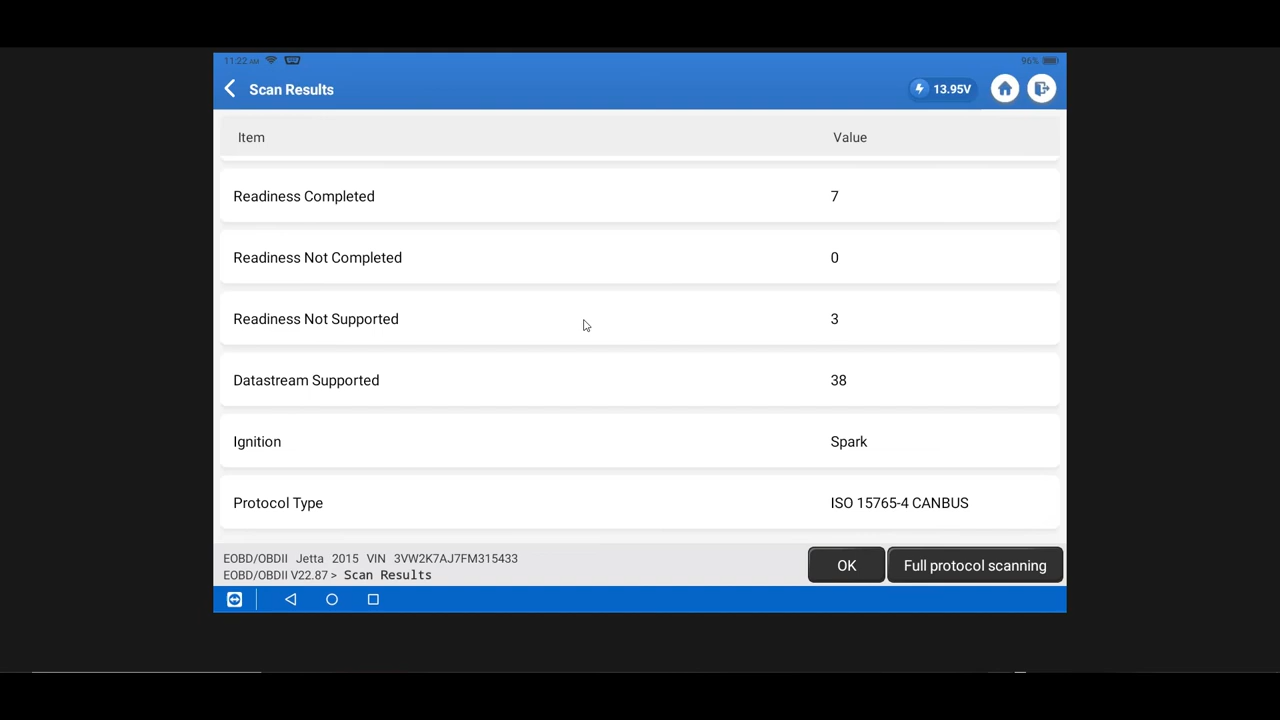 11:22 AM 96%
Scan Results 13.95V
Item Value
Readiness Completed 7
Readiness Not Completed 0
Readiness Not Supported 3
Datastream Supported 38
Ignition Spark
Protocol Type ISO 15765-4 CANBUS
EOBD/OBDII Jetta 2015 VIN 3VW2K7AJ7FM315433
EOBD/OBDII V22.87 > Scan Results
OK Full protocol scanning